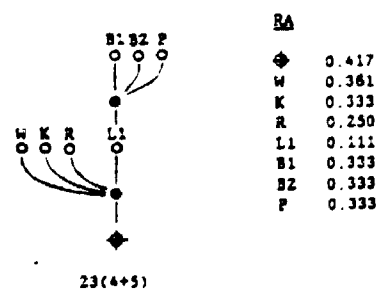 B1 B2 P
W K R L1
23(4+5)
RA
0.417
W 0.361
K 0.333
R 0.250
L1 0.111
B1 0.333
B2 0.333
P 0.333